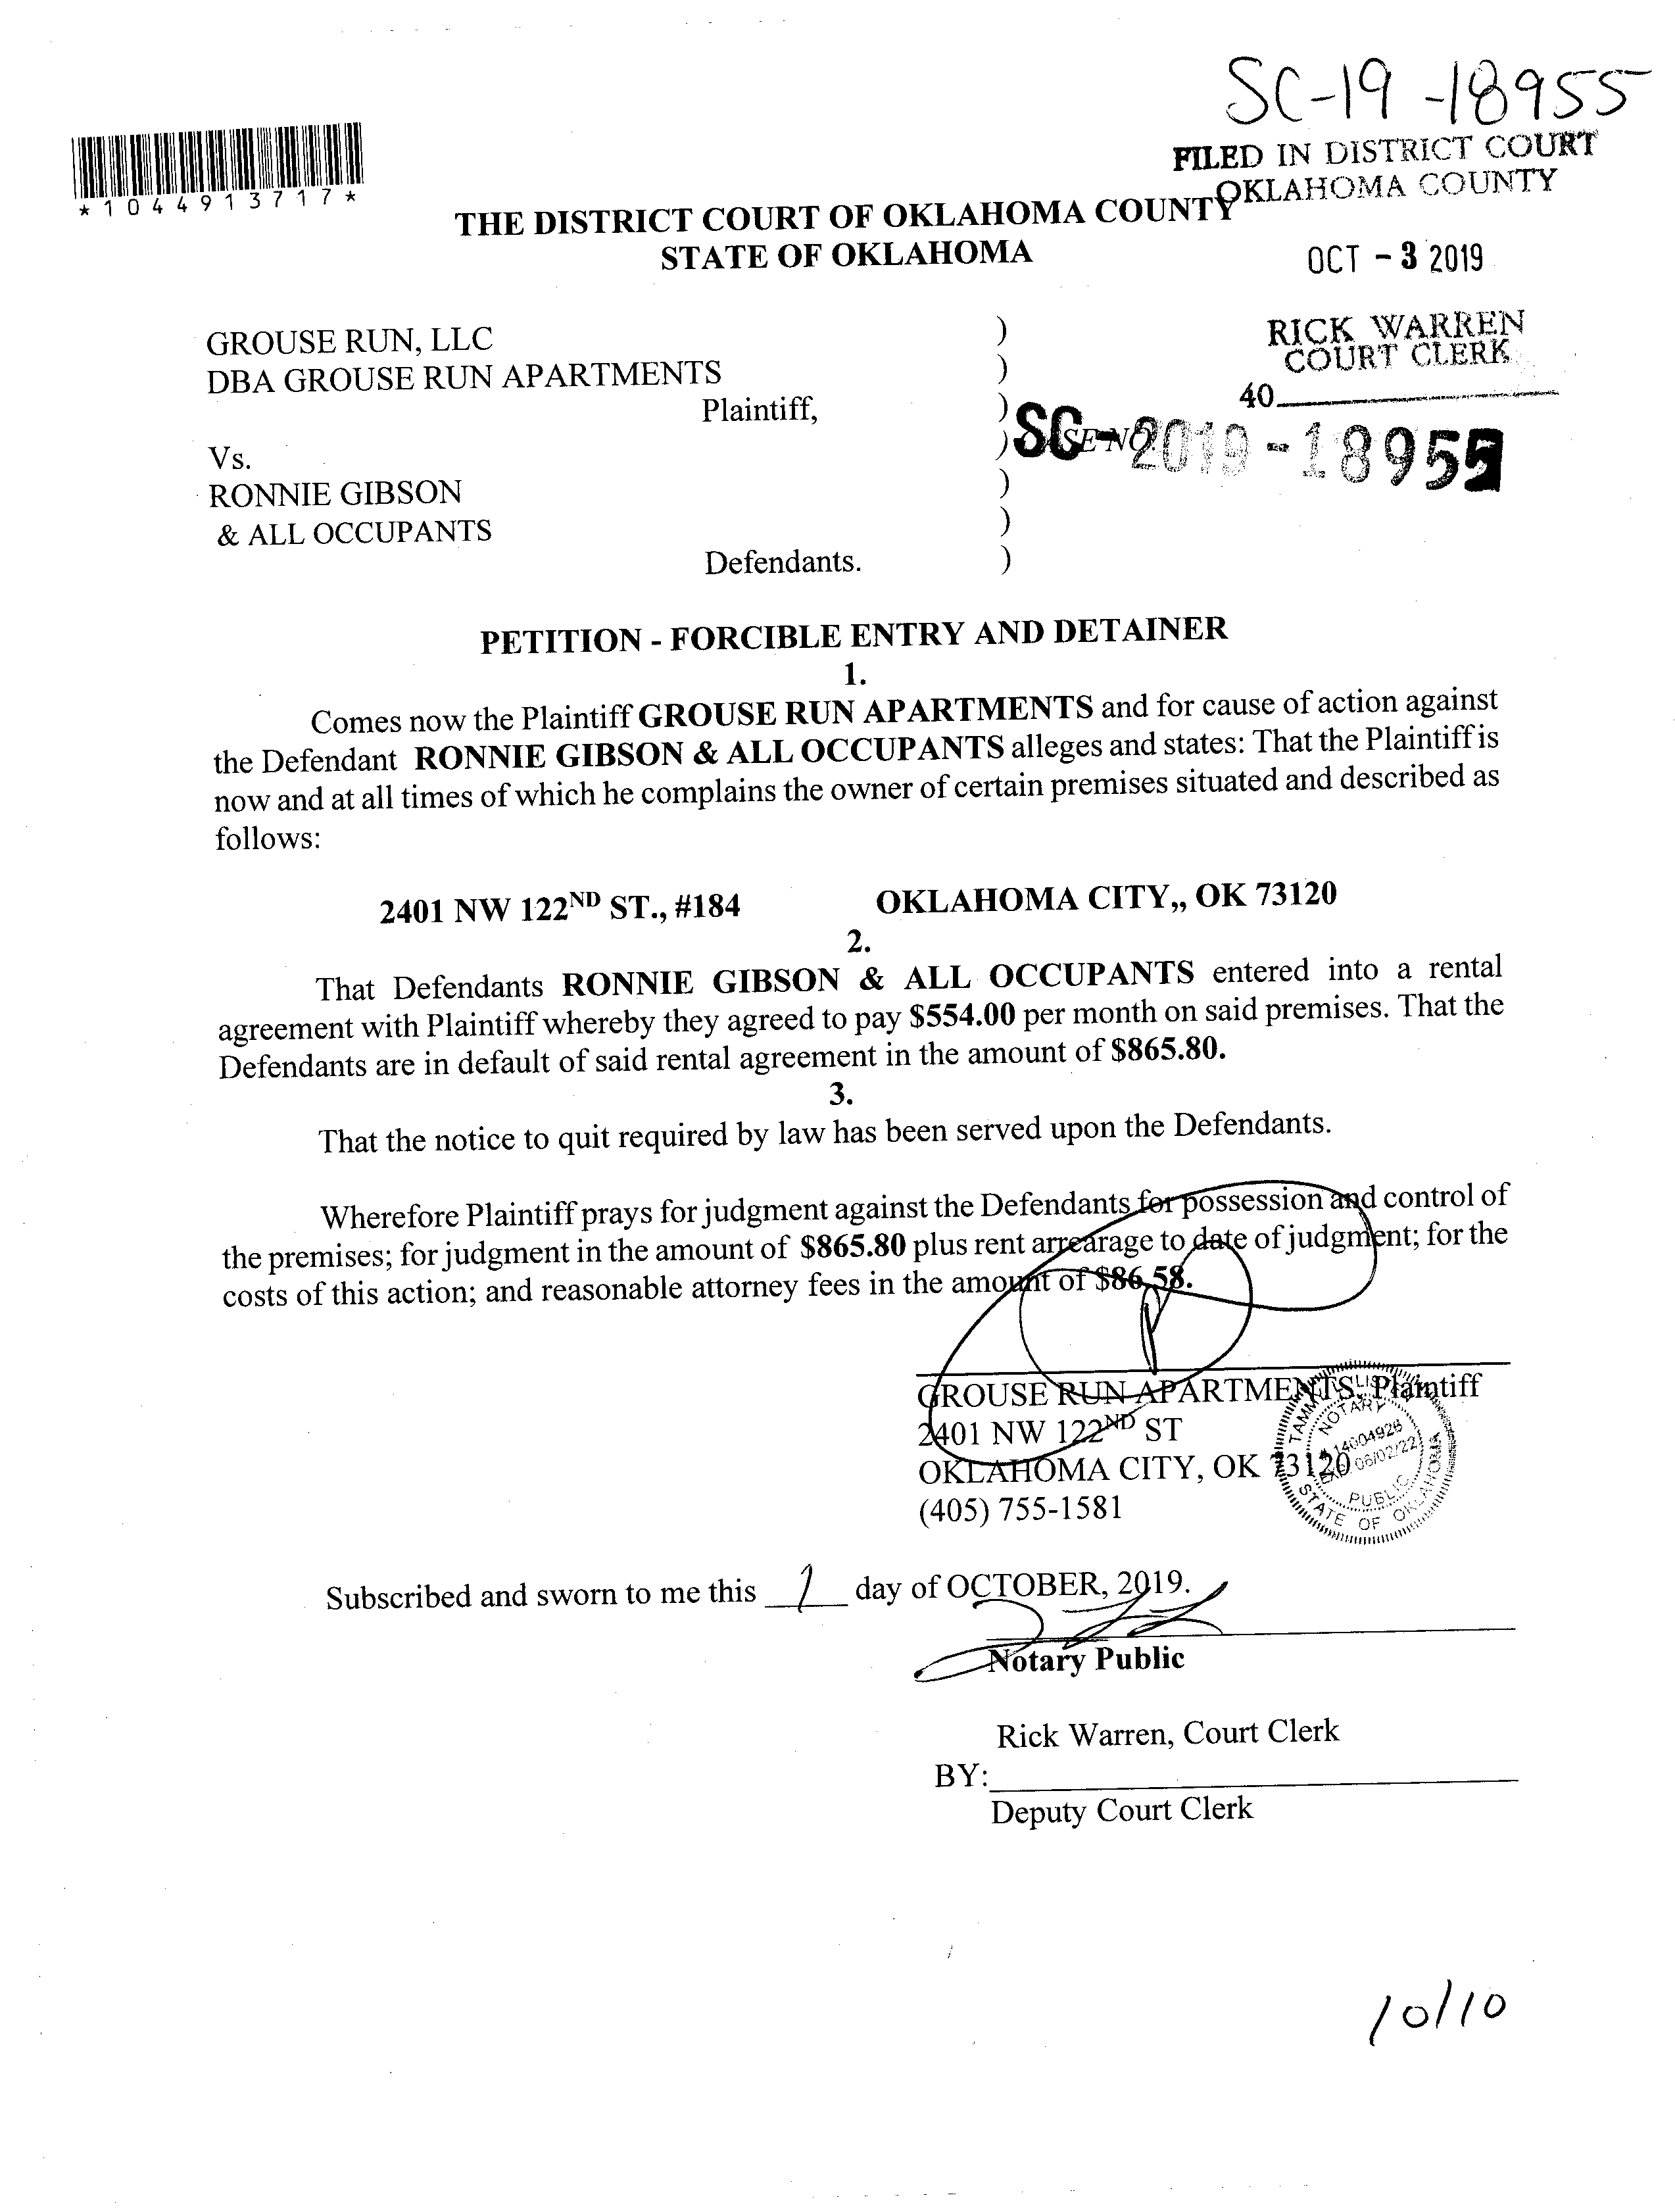 SC-19-18955
FILED IN DISTRICT COURT
OKLAHOMA COUNTY
*1044913717*
THE DISTRICT COURT OF OKLAHOMA COUNTY
STATE OF OKLAHOMA
OCT - 3 2019
RICK WARREN
COURT CLERK
40
GROUSE RUN, LLC )
DBA GROUSE RUN APARTMENTS )
Plaintiff, )
) SC-2019-18955
Vs.
RONNIE GIBSON )
& ALL OCCUPANTS )
Defendants. )
PETITION - FORCIBLE ENTRY AND DETAINER
1.
Comes now the Plaintiff GROUSE RUN APARTMENTS and for cause of action against
the Defendant RONNIE GIBSON & ALL OCCUPANTS alleges and states: That the Plaintiff is
now and at all times of which he complains the owner of certain premises situated and described as
follows:
2401 NW 122ND ST., #184 OKLAHOMA CITY,, OK 73120
2.
That Defendants RONNIE GIBSON & ALL OCCUPANTS entered into a rental
agreement with Plaintiff whereby they agreed to pay $554.00 per month on said premises. That the
Defendants are in default of said rental agreement in the amount of $865.80.
3.
That the notice to quit required by law has been served upon the Defendants.
Wherefore Plaintiff prays for judgment against the Defendants for possession and control of
the premises; for judgment in the amount of $865.80 plus rent arrearage to date of judgment; for the
costs of this action; and reasonable attorney fees in the amount of $86.58.
GROUSE RUN APARTMENTS, Plaintiff
2401 NW 122ND ST
OKLAHOMA CITY, OK 73120
(405) 755-1581
NOTARY
# 14004926
EXP. 06/02/22
PUBLIC
STATE OF OKLAHOMA
Subscribed and sworn to me this 1 day of OCTOBER, 2019.
Notary Public
Rick Warren, Court Clerk
BY:
Deputy Court Clerk
10/10